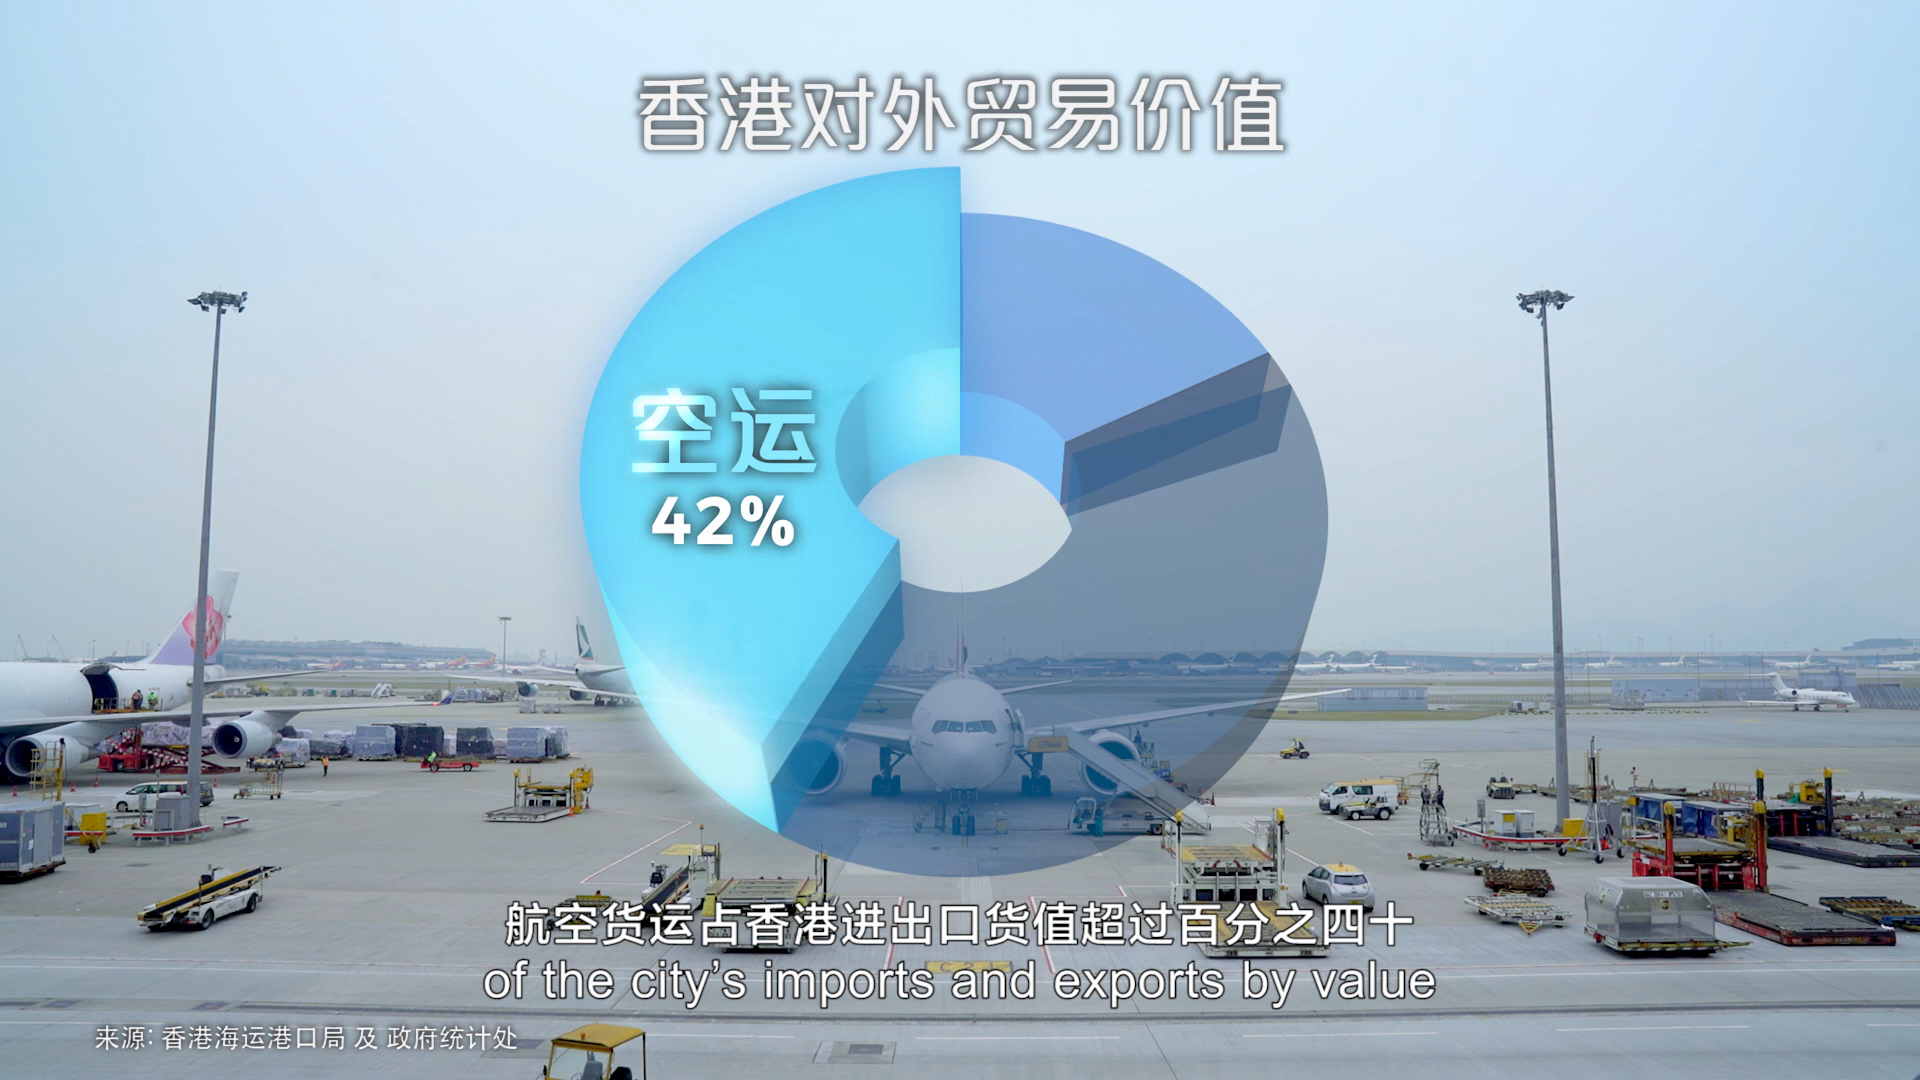 香港对外贸易价值
空运
42%
航空货运占香港进出口货值超过百分之四十
of the city's imports and exports by value
来源: 香港海运港口局 及 政府统计处